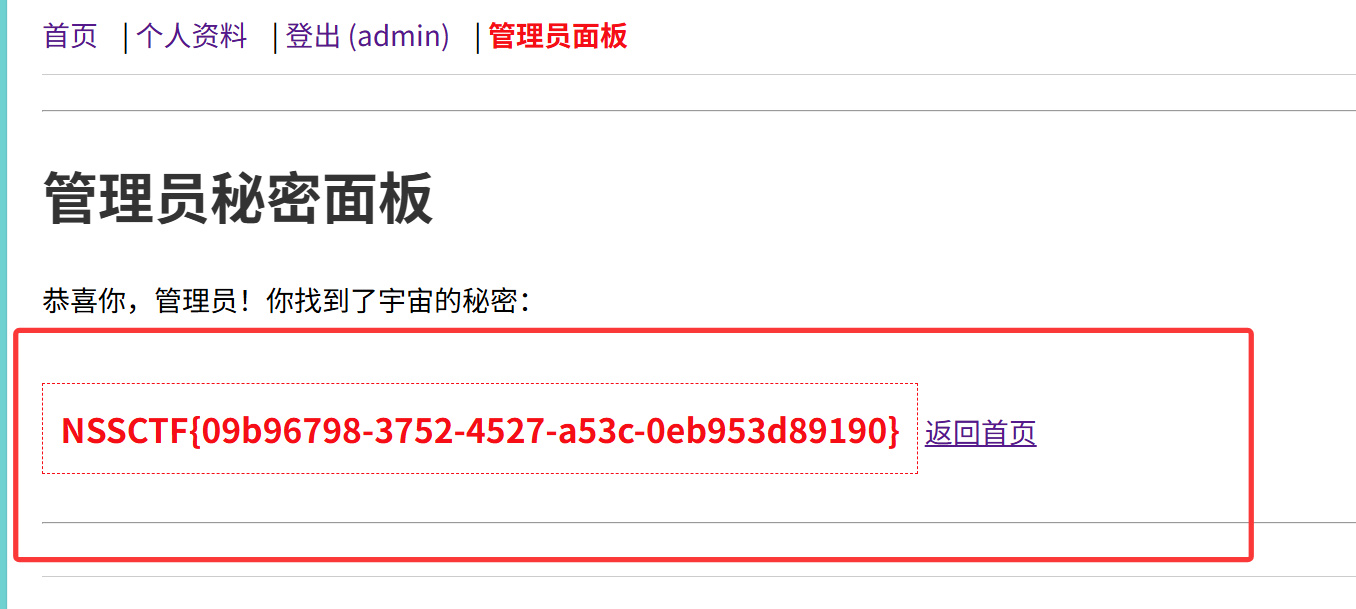 首页 | 个人资料 | 登出 (admin) | 管理员面板
管理员秘密面板
恭喜你，管理员！你找到了宇宙的秘密：
NSSCTF{09b96798-3752-4527-a53c-0eb953d89190} 返回首页